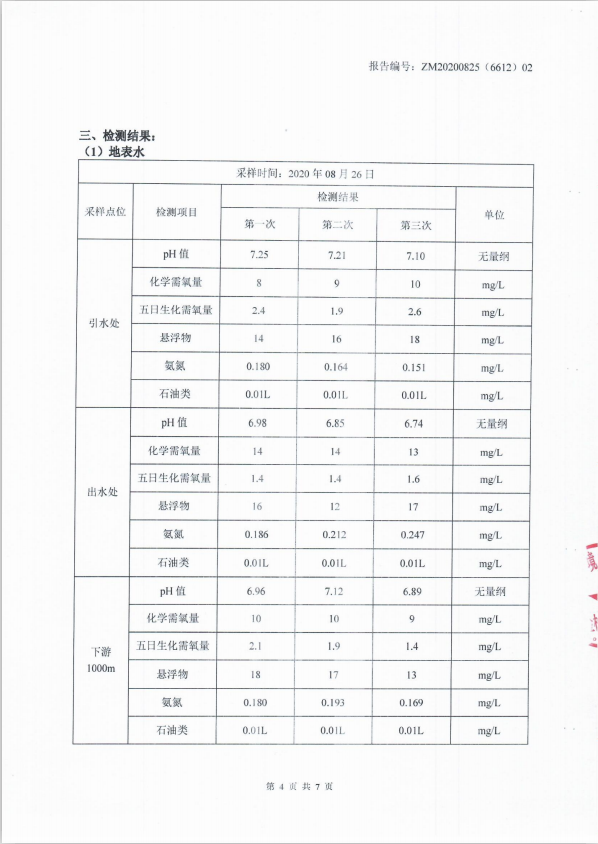 报告编号：ZM20200825（6612）02
三、检测结果：
（1）地表水
采样时间：2020 年 08 月 26 日
采样点位 检测项目 检测结果 单位
第一次 第二次 第三次
引水处
pH 值 7.25 7.21 7.10 无量纲
化学需氧量 8 9 10 mg/L
五日生化需氧量 2.4 1.9 2.6 mg/L
悬浮物 14 16 18 mg/L
氨氮 0.180 0.164 0.151 mg/L
石油类 0.01L 0.01L 0.01L mg/L
出水处
pH 值 6.98 6.85 6.74 无量纲
化学需氧量 14 14 13 mg/L
五日生化需氧量 1.4 1.4 1.6 mg/L
悬浮物 16 12 17 mg/L
氨氮 0.186 0.212 0.247 mg/L
石油类 0.01L 0.01L 0.01L mg/L
下游
1000m
pH 值 6.96 7.12 6.89 无量纲
化学需氧量 10 10 9 mg/L
五日生化需氧量 2.1 1.9 1.4 mg/L
悬浮物 18 17 13 mg/L
氨氮 0.180 0.193 0.169 mg/L
石油类 0.01L 0.01L 0.01L mg/L
第 4 页 共 7 页